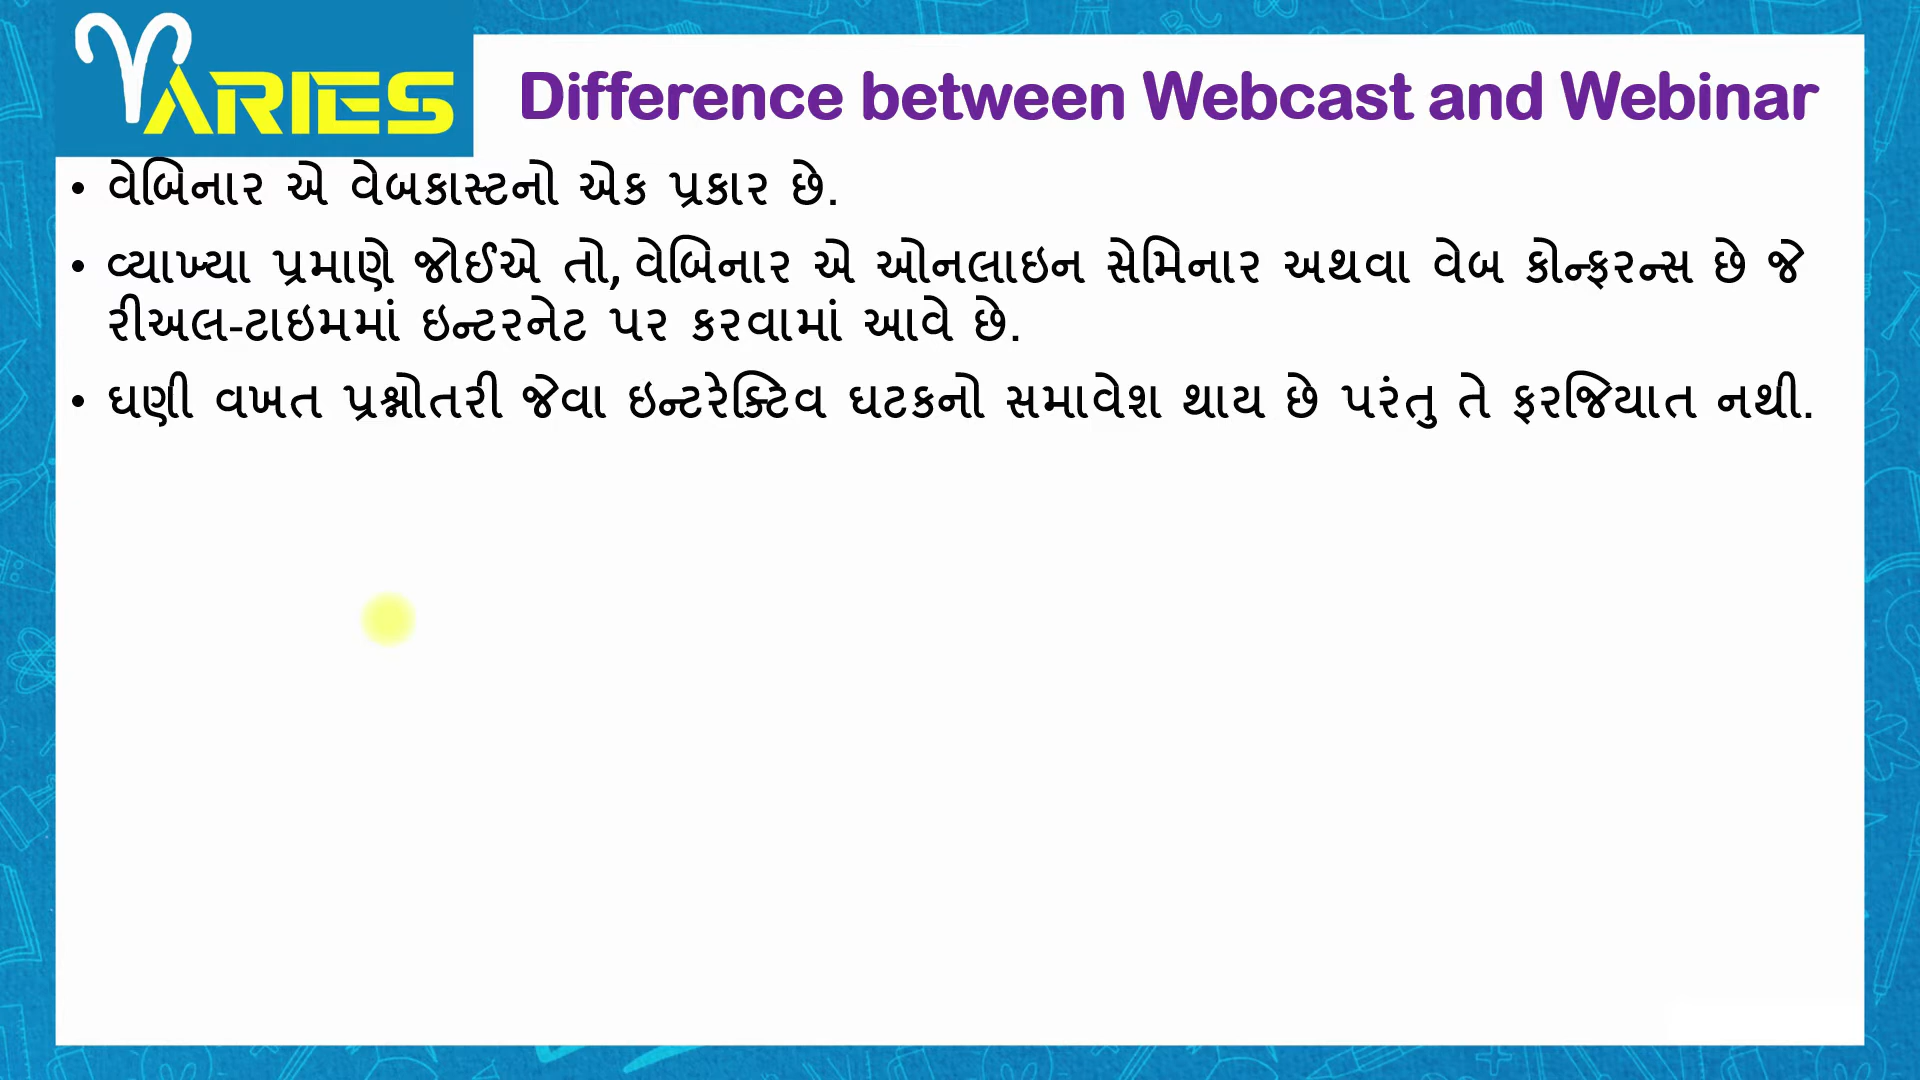 ARIES
Difference between Webcast and Webinar
• વેબિનાર એ વેબકાસ્ટનો એક પ્રકાર છે.
• વ્યાખ્યા પ્રમાણે જોઈએ તો, વેબિનાર એ ઓનલાઇન સેમિનાર અથવા વેબ કોન્ફરન્સ છે જે
રીઅલ-ટાઇમમાં ઇન્ટરનેટ પર કરવામાં આવે છે.
• ઘણી વખત પ્રશ્નોતરી જેવા ઇન્ટરેક્ટિવ ઘટકનો સમાવેશ થાય છે પરંતુ તે ફરજિયાત નથી.